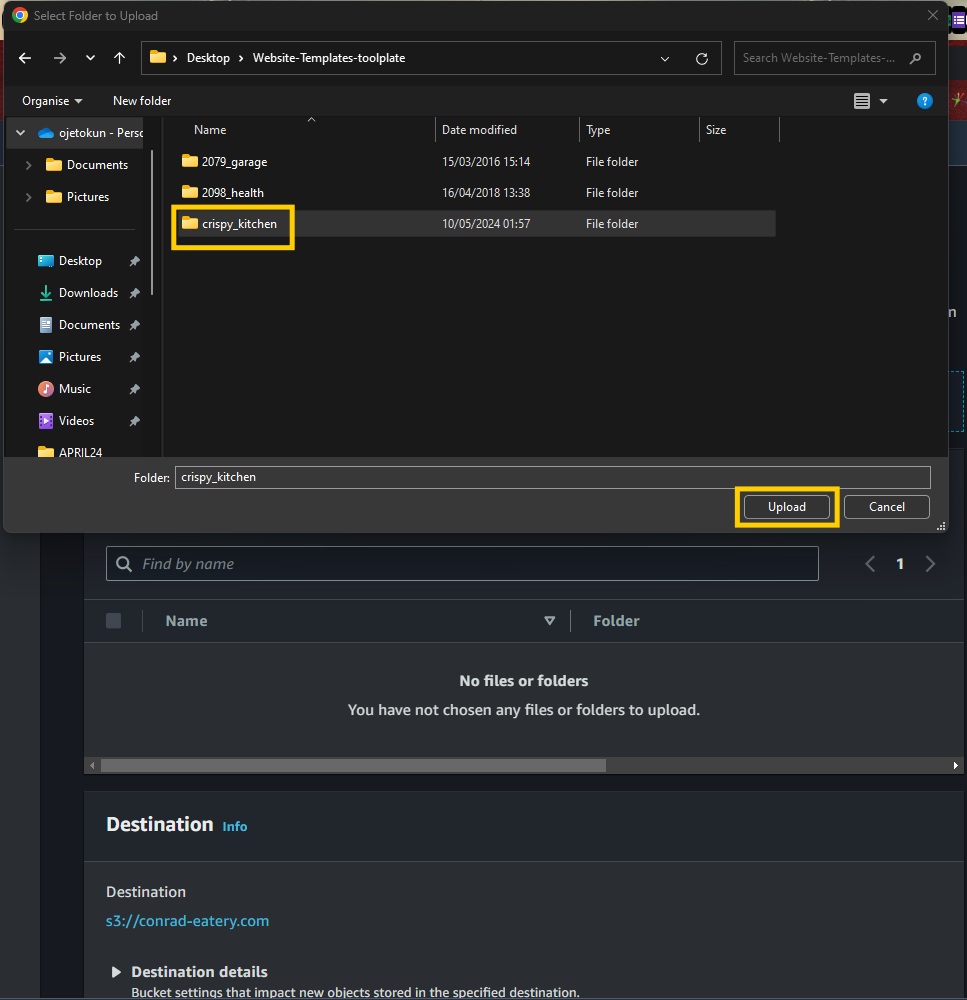 Select Folder to Upload
Desktop > Website-Templates-toolplate
Search Website-Templates-...
Organise
New folder
?
Name
Date modified
Type
Size
ojetokun - Perso
Documents
Pictures
2079_garage 15/03/2016 15:14 File folder
2098_health 16/04/2018 13:38 File folder
crispy_kitchen 10/05/2024 01:57 File folder
Desktop
Downloads
Documents
Pictures
Music
Videos
APRIL24
n
Folder: crispy_kitchen
Upload
Cancel
Find by name
1
Name
Folder
No files or folders
You have not chosen any files or folders to upload.
Destination Info
Destination
s3://conrad-eatery.com
Destination details
Bucket settings that impact new objects stored in the specified destination.